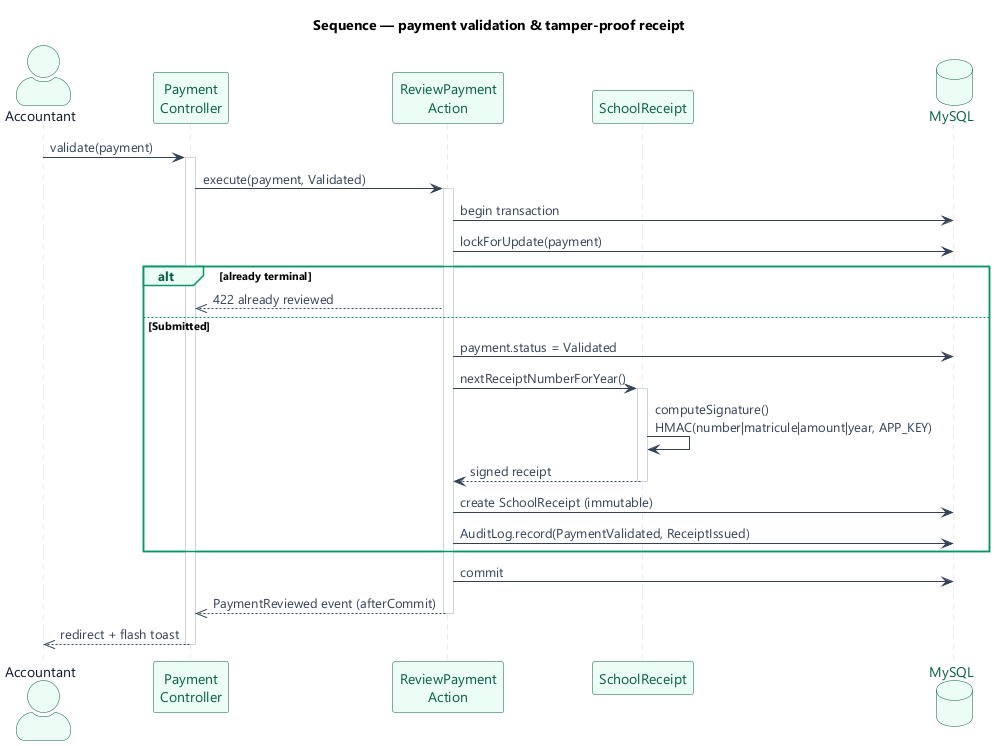 Sequence — payment validation & tamper-proof receipt
Accountant
Payment
Controller
ReviewPayment
Action
SchoolReceipt
MySQL
validate(payment)
execute(payment, Validated)
begin transaction
lockForUpdate(payment)
alt
[already terminal]
422 already reviewed
[Submitted]
payment.status = Validated
nextReceiptNumberForYear()
computeSignature()
HMAC(number|matricule|amount|year, APP_KEY)
signed receipt
create SchoolReceipt (immutable)
AuditLog.record(PaymentValidated, ReceiptIssued)
commit
PaymentReviewed event (afterCommit)
redirect + flash toast
Accountant
Payment
Controller
ReviewPayment
Action
SchoolReceipt
MySQL